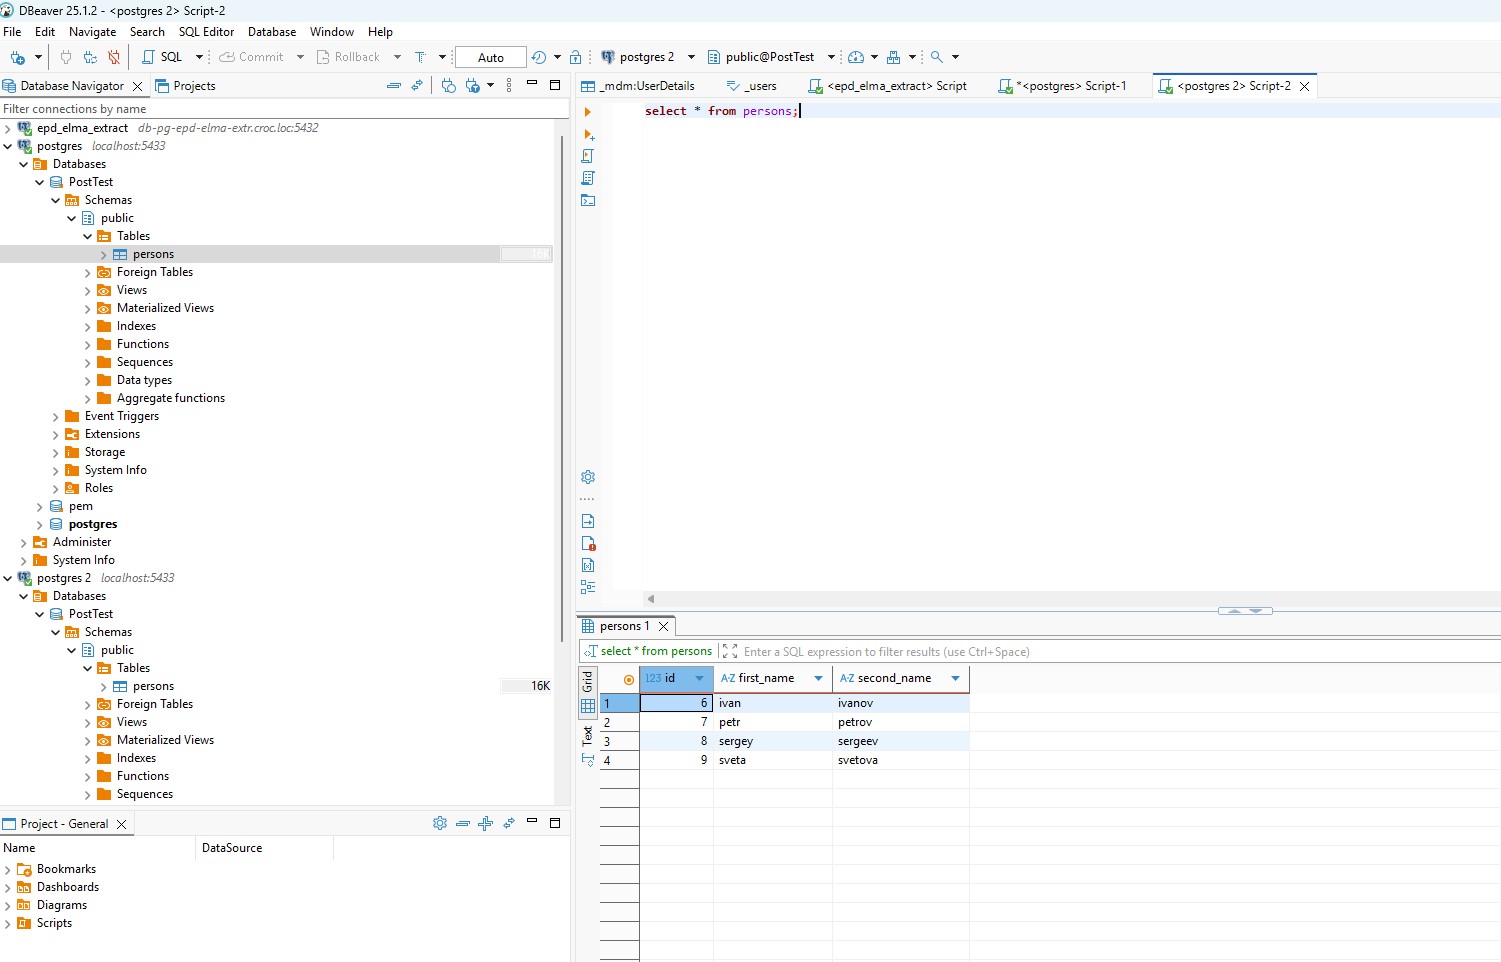 DBeaver 25.1.2 - <postgres 2> Script-2
File Edit Navigate Search SQL Editor Database Window Help
SQL Commit Rollback Auto postgres 2 public@PostTest
Database Navigator Projects
Filter connections by name
epd_elma_extract db-pg-epd-elma-extr.croc.loc:5432
postgres localhost:5433
Databases
PostTest
Schemas
public
Tables
persons 16K
Foreign Tables
Views
Materialized Views
Indexes
Functions
Sequences
Data types
Aggregate functions
Event Triggers
Extensions
Storage
System Info
Roles
pem
postgres
Administer
System Info
postgres 2 localhost:5433
Databases
PostTest
Schemas
public
Tables
persons 16K
Foreign Tables
Views
Materialized Views
Indexes
Functions
Sequences
Project - General
Name DataSource
Bookmarks
Dashboards
Diagrams
Scripts
_mdm:UserDetails _users <epd_elma_extract> Script *<postgres> Script-1 <postgres 2> Script-2
select * from persons;
persons 1
select * from persons Enter a SQL expression to filter results (use Ctrl+Space)
Grid
Text
123 id A-Z first_name A-Z second_name
1 6 ivan ivanov
2 7 petr petrov
3 8 sergey sergeev
4 9 sveta svetova